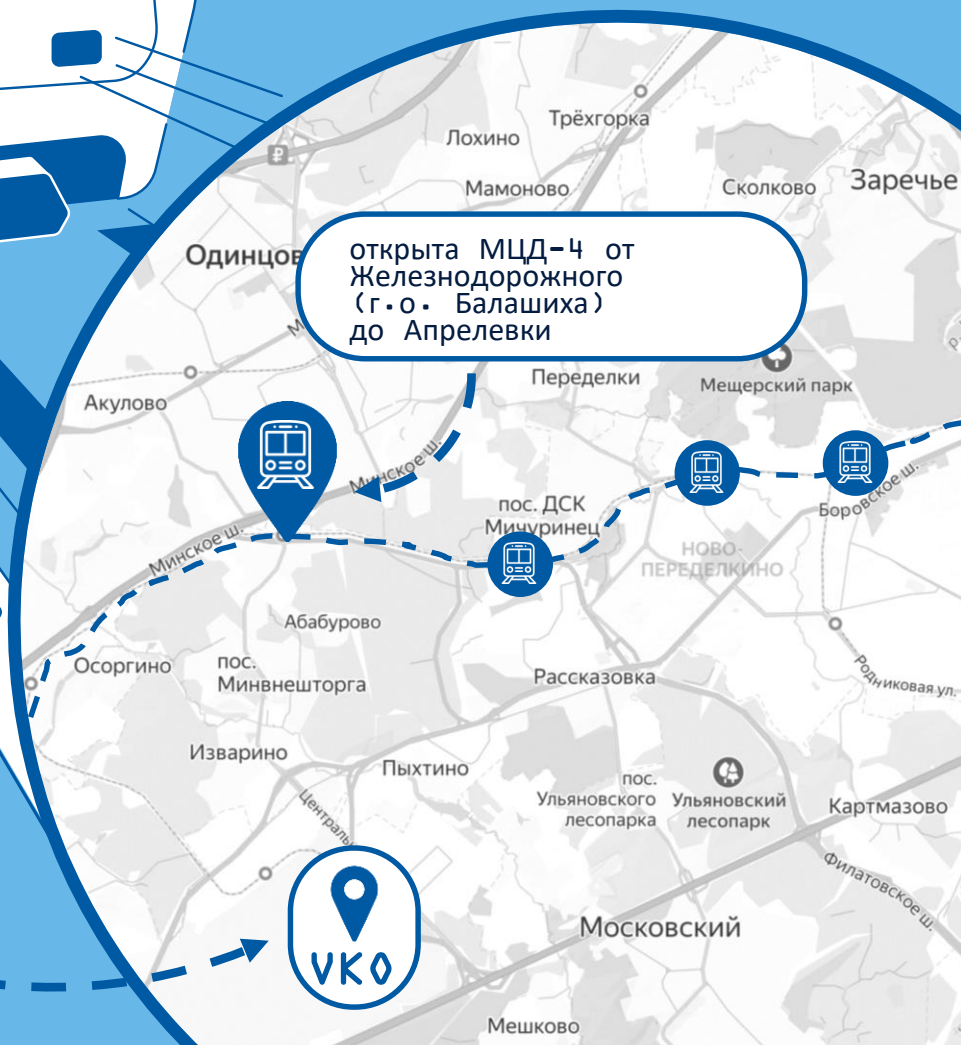 Трёхгорка
Лохино
Мамоново
Сколково
Заречье
Одинцов
открыта МЦД-4 от
Железнодорожного
(г.о. Балашиха)
до Апрелевки
Переделки
Мещерский парк
Акулово
Минское ш.
Боровское ш.
пос. ДСК
Мичуринец
Минское ш.
НОВО-
ПЕРЕДЕЛКИНО
Абабурово
Осоргино
пос.
Минвнешторга
Рассказовка
Родниковая ул.
Изварино
Пыхтино
пос.
Ульяновского
лесопарка
Ульяновский
лесопарк
Картмазово
Централь
Филатовское ш.
Московский
VKO
Мешково